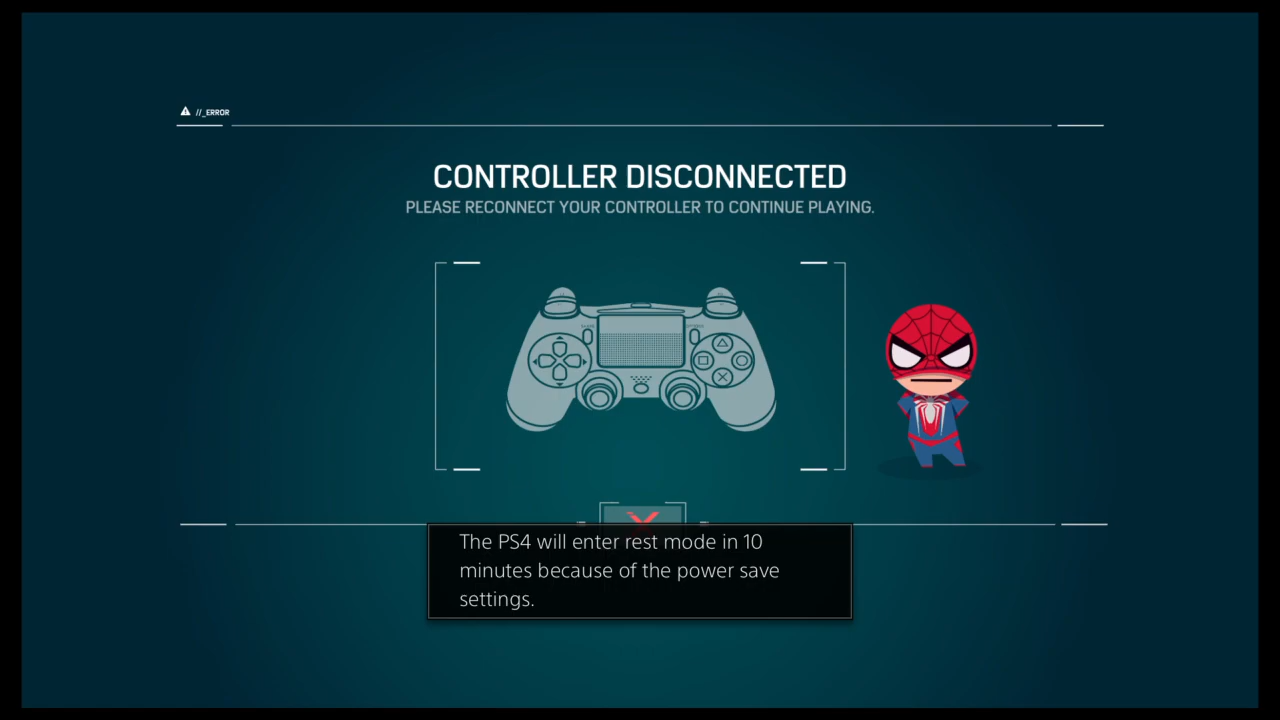 //_ERROR
CONTROLLER DISCONNECTED
PLEASE RECONNECT YOUR CONTROLLER TO CONTINUE PLAYING.
The PS4 will enter rest mode in 10
minutes because of the power save
settings.